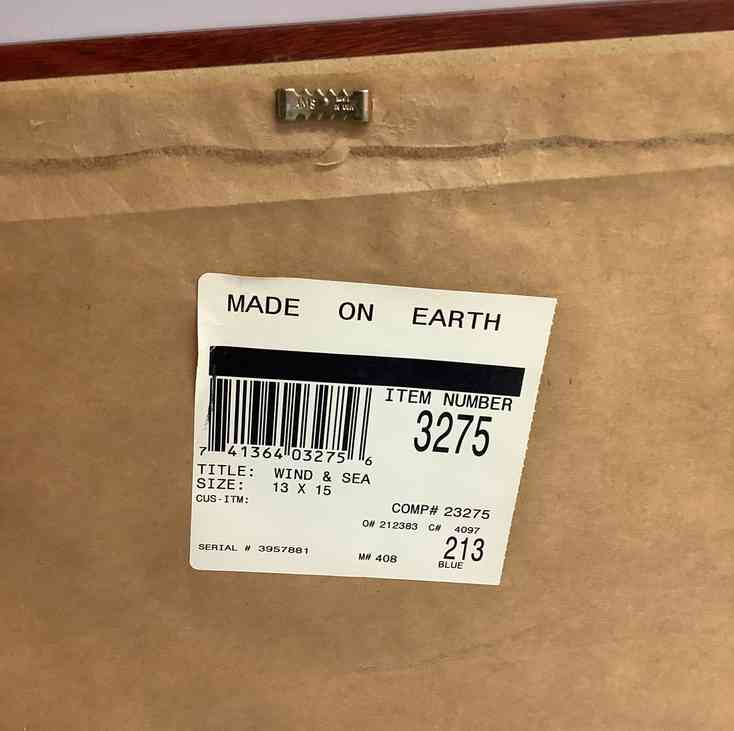 MADE ON EARTH
ITEM NUMBER
3275
7 41364 03275 6
TITLE: WIND & SEA
SIZE: 13 X 15
CUS-ITM:
COMP# 23275
O# 212383 C# 4097
213
BLUE
SERIAL # 3957881
M# 408